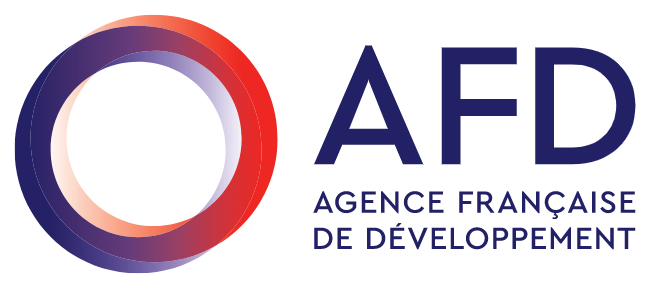 AFD
AGENCE FRANÇAISE
DE DÉVELOPPEMENT